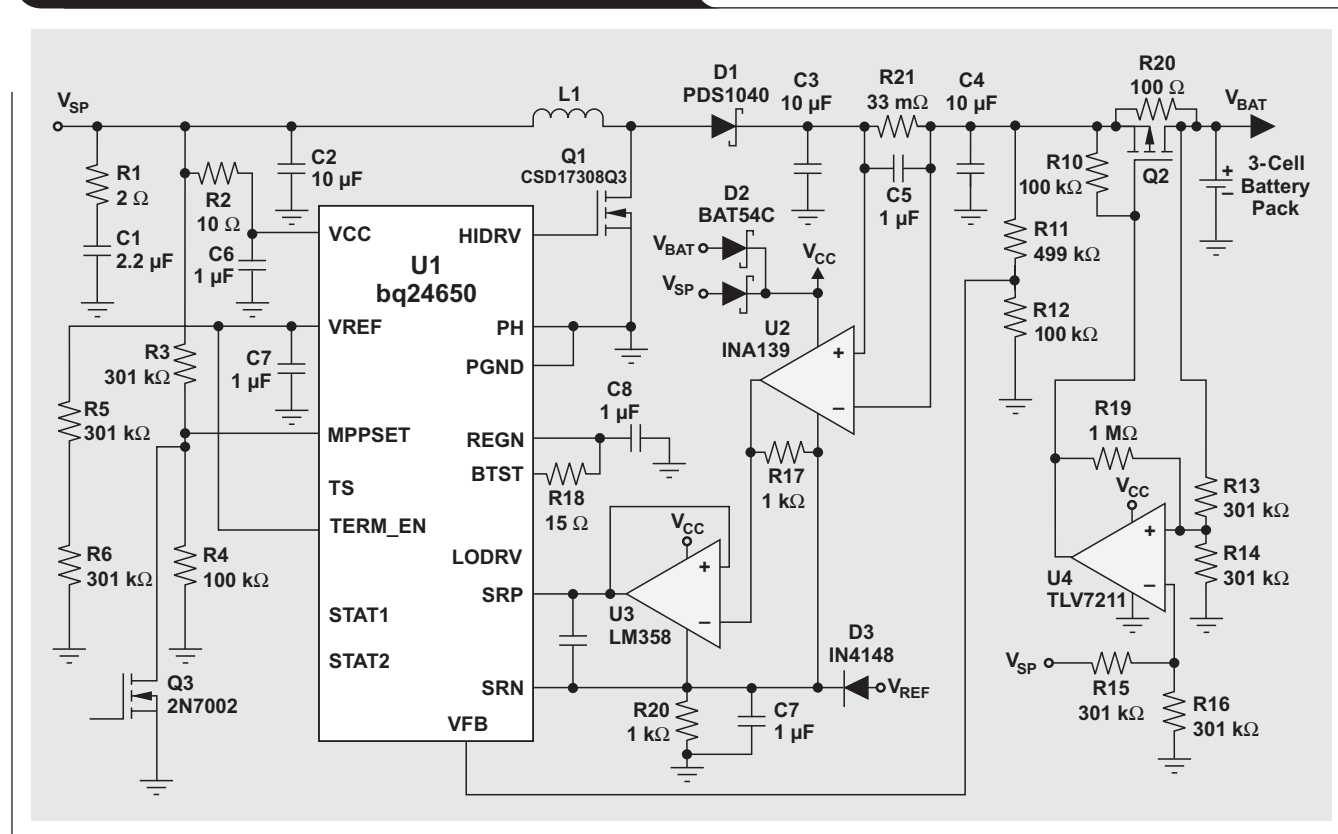 V_SP
R1
2 Ω
C1
2.2 µF
R2
10 Ω
C6
1 µF
C2
10 µF
L1
Q1
CSD17308Q3
D1
PDS1040
C3
10 µF
R21
33 mΩ
C4
10 µF
C5
1 µF
R20
100 Ω
V_BAT
R10
100 kΩ
Q2
3-Cell
Battery
Pack
+
–
R11
499 kΩ
R12
100 kΩ
D2
BAT54C
V_BAT
V_SP
V_CC
U2
INA139
+
–
U1
bq24650
VCC
VREF
MPPSET
TS
TERM_EN
STAT1
STAT2
HIDRV
PH
PGND
REGN
BTST
LODRV
SRP
SRN
VFB
R3
301 kΩ
C7
1 µF
R5
301 kΩ
R6
301 kΩ
R4
100 kΩ
Q3
2N7002
C8
1 µF
R18
15 Ω
R17
1 kΩ
V_CC
+
–
U3
LM358
D3
IN4148
V_REF
R20
1 kΩ
C7
1 µF
R19
1 MΩ
V_CC
+
–
U4
TLV7211
R13
301 kΩ
R14
301 kΩ
V_SP
R15
301 kΩ
R16
301 kΩ